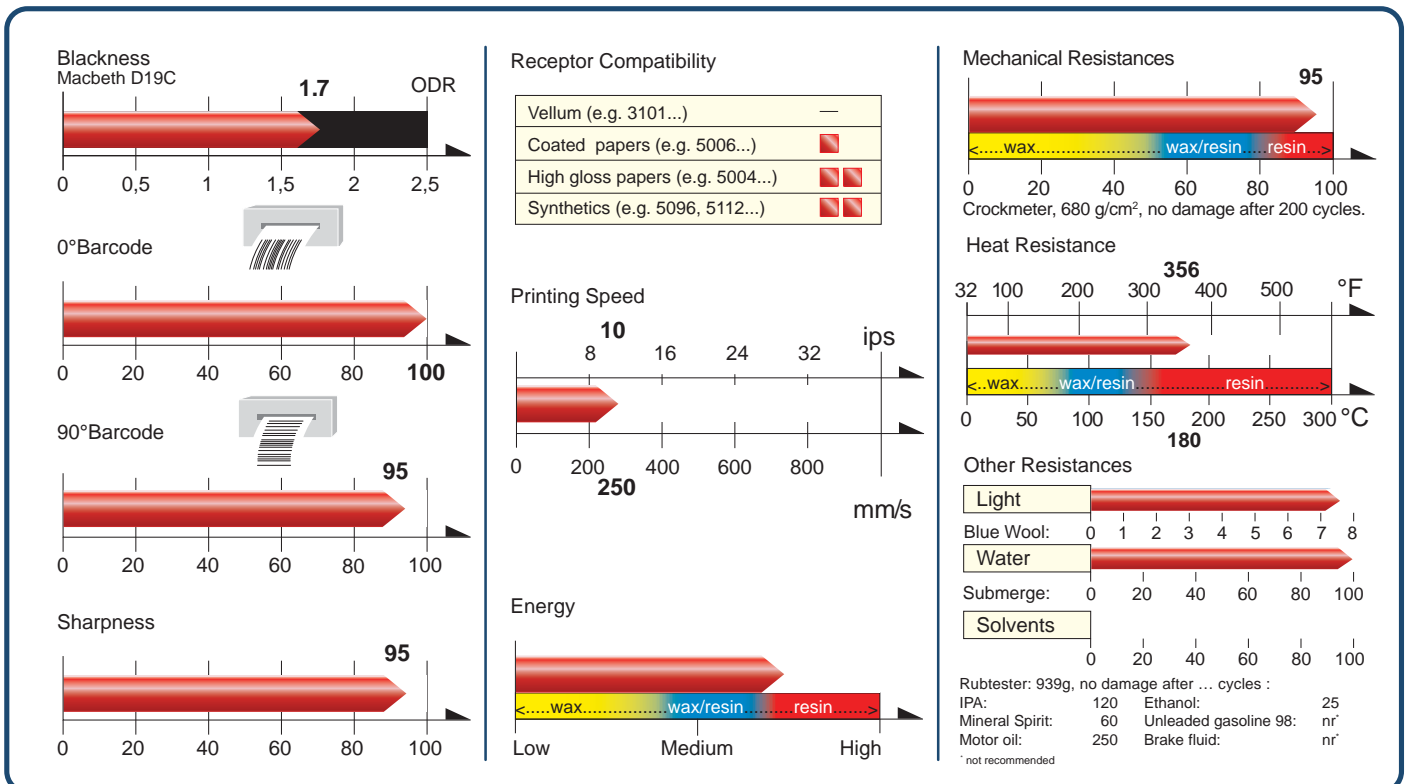 Blackness
Macbeth D19C
1.7 ODR
0 0,5 1 1,5 2 2,5
0°Barcode
0 20 40 60 80 100
90°Barcode
95
0 20 40 60 80 100
Sharpness
95
0 20 40 60 80 100
Receptor Compatibility
Vellum (e.g. 3101...) —
Coated papers (e.g. 5006...)
High gloss papers (e.g. 5004...)
Synthetics (e.g. 5096, 5112...)
Printing Speed
10 ips
8 16 24 32
0 200 400 600 800
250
mm/s
Energy
<....wax......................wax/resin...........resin........>
Low Medium High
Mechanical Resistances
95
<....wax......................wax/resin.....resin...>
0 20 40 60 80 100
Crockmeter, 680 g/cm², no damage after 200 cycles.
Heat Resistance
356
32 100 200 300 400 500 °F
<...wax.......wax/resin...............resin...........>
0 50 100 150 200 250 300 °C
180
Other Resistances
Light
Blue Wool: 0 1 2 3 4 5 6 7 8
Water
Submerge: 0 20 40 60 80 100
Solvents
0 20 40 60 80 100
Rubtester: 939g, no damage after ... cycles :
IPA: 120 Ethanol: 25
Mineral Spirit: 60 Unleaded gasoline 98: nr*
Motor oil: 250 Brake fluid: nr*
* not recommended